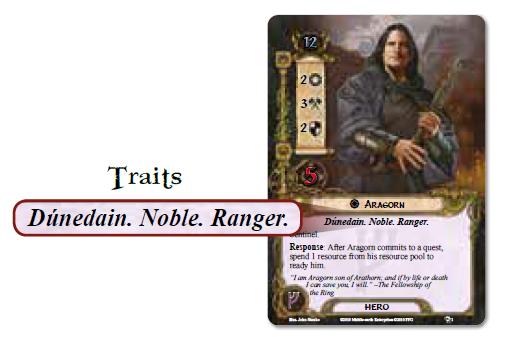 Traits
Dúnedain. Noble. Ranger.
12
2
3
2
5
Aragorn
Dúnedain. Noble. Ranger.
Sentinel.
Response: After Aragorn commits to a quest,
spend 1 resource from his resource pool to
ready him.
"I am Aragorn son of Arathorn; and if by life or death
I can save you, I will." –The Fellowship of
the Ring
HERO